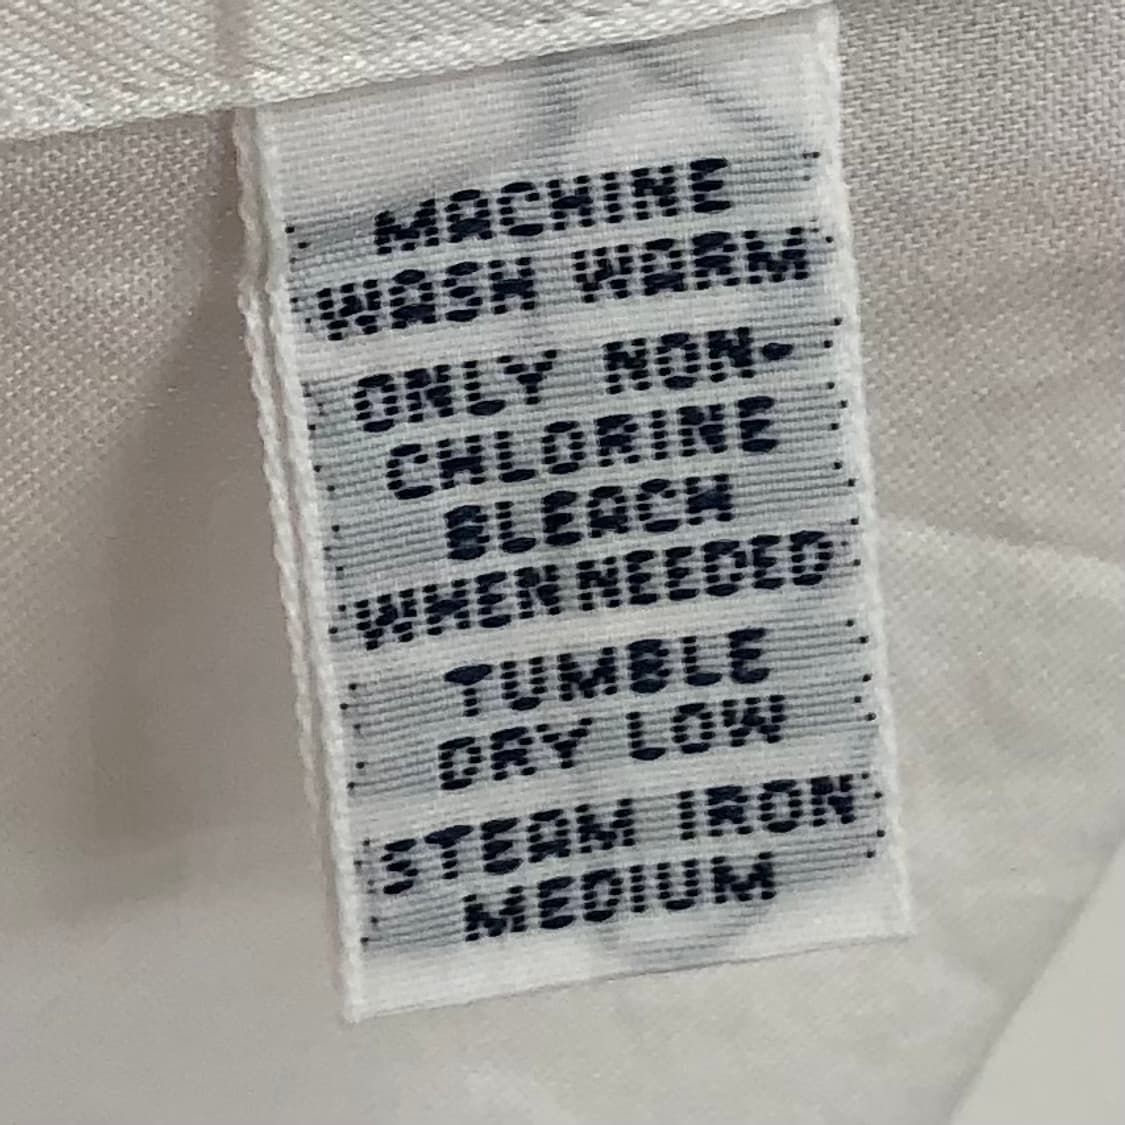 MACHINE
WASH WARM
ONLY NON-
CHLORINE
BLEACH
WHEN NEEDED
TUMBLE
DRY LOW
STEAM IRON
MEDIUM